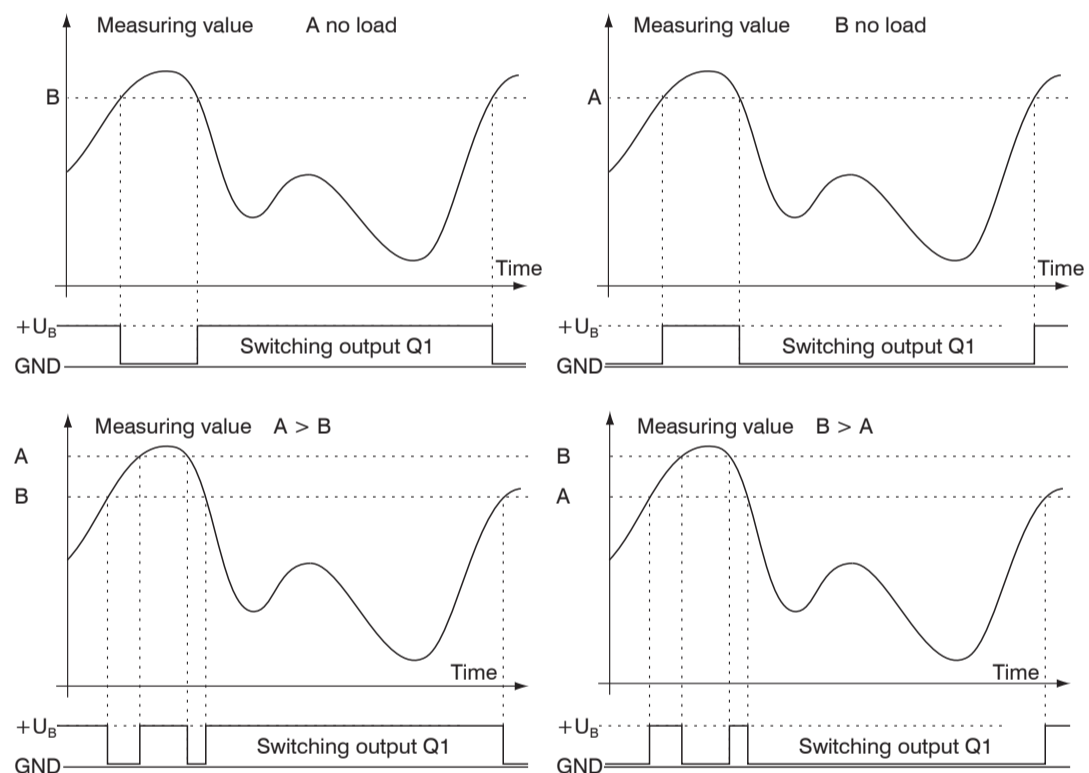 Measuring value A no load
B
Time
+UB
Switching output Q1
GND
Measuring value B no load
A
Time
+UB
Switching output Q1
GND
Measuring value A > B
A
B
Time
+UB
Switching output Q1
GND
Measuring value B > A
B
A
Time
+UB
Switching output Q1
GND